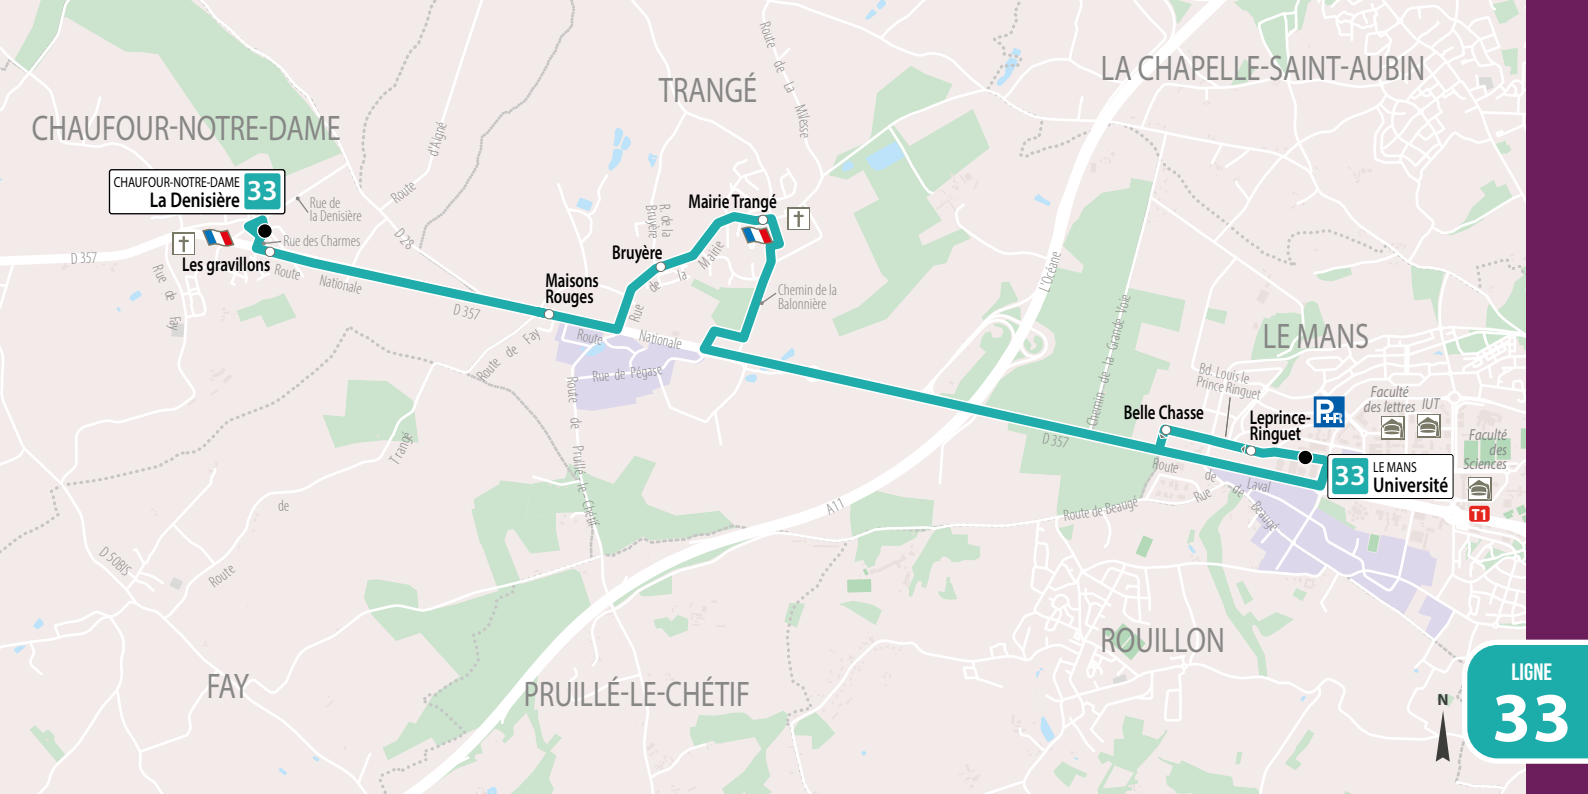 LA CHAPELLE-SAINT-AUBIN
TRANGÉ
Route de La Milesse
CHAUFOUR-NOTRE-DAME
Route d'Aigné
CHAUFOUR-NOTRE-DAME
La Denisière
33
Rue de
la Denisière
Rue des Charmes
D 28
D 357
Les gravillons
Rue de Fay
Route Nationale
D 357
Maisons
Rouges
Bruyère
R. de la
Bruyère
Mairie Trangé
Rue de la Mairie
Chemin de la
Balonnière
Route Nationale
Route de Fay
Rue de Pégase
Route de Pruillé-le-Chétif
L'Océane
Chemin de la Grande Voie
LE MANS
Bd. Louis le
Prince Ringuet
Belle Chasse
Leprince-
Ringuet
P+R
Faculté
des lettres
IUT
Faculté
des
Sciences
33
LE MANS
Université
T1
D 357
Route de Laval
Rue de Beaugé
Route de Beaugé
A11
Route de Trangé
D 50BIS
ROUILLON
FAY
PRUILLÉ-LE-CHÉTIF
N
LIGNE
33